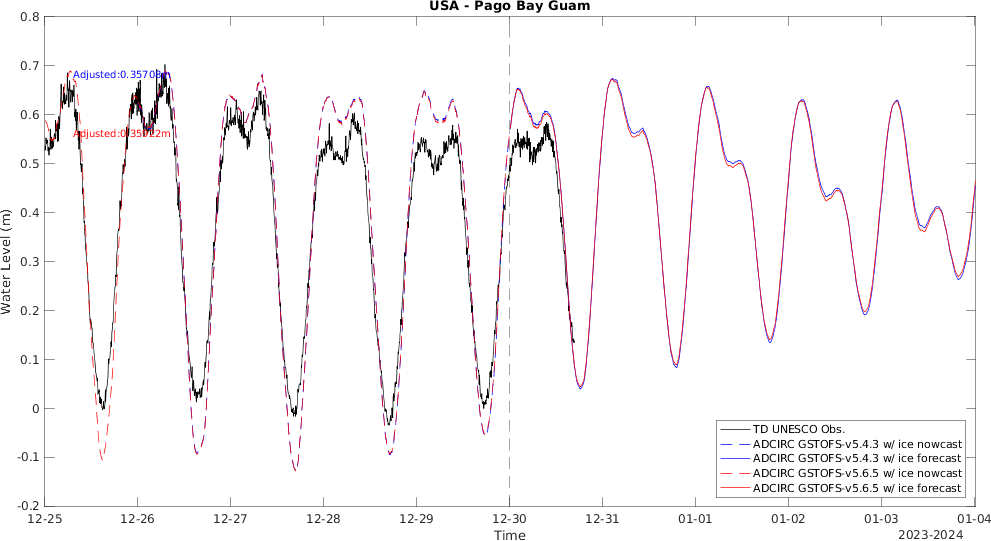 USA - Pago Bay Guam
0.8
0.7
0.6
0.5
0.4
0.3
0.2
0.1
0
-0.1
-0.2
Water Level (m)
Adjusted:0.35708m
Adjusted:0.35022m
TD UNESCO Obs.
ADCIRC GSTOFS-v5.4.3 w/ ice nowcast
ADCIRC GSTOFS-v5.4.3 w/ ice forecast
ADCIRC GSTOFS-v5.6.5 w/ ice nowcast
ADCIRC GSTOFS-v5.6.5 w/ ice forecast
12-25 12-26 12-27 12-28 12-29 12-30 12-31 01-01 01-02 01-03 01-04
Time
2023-2024